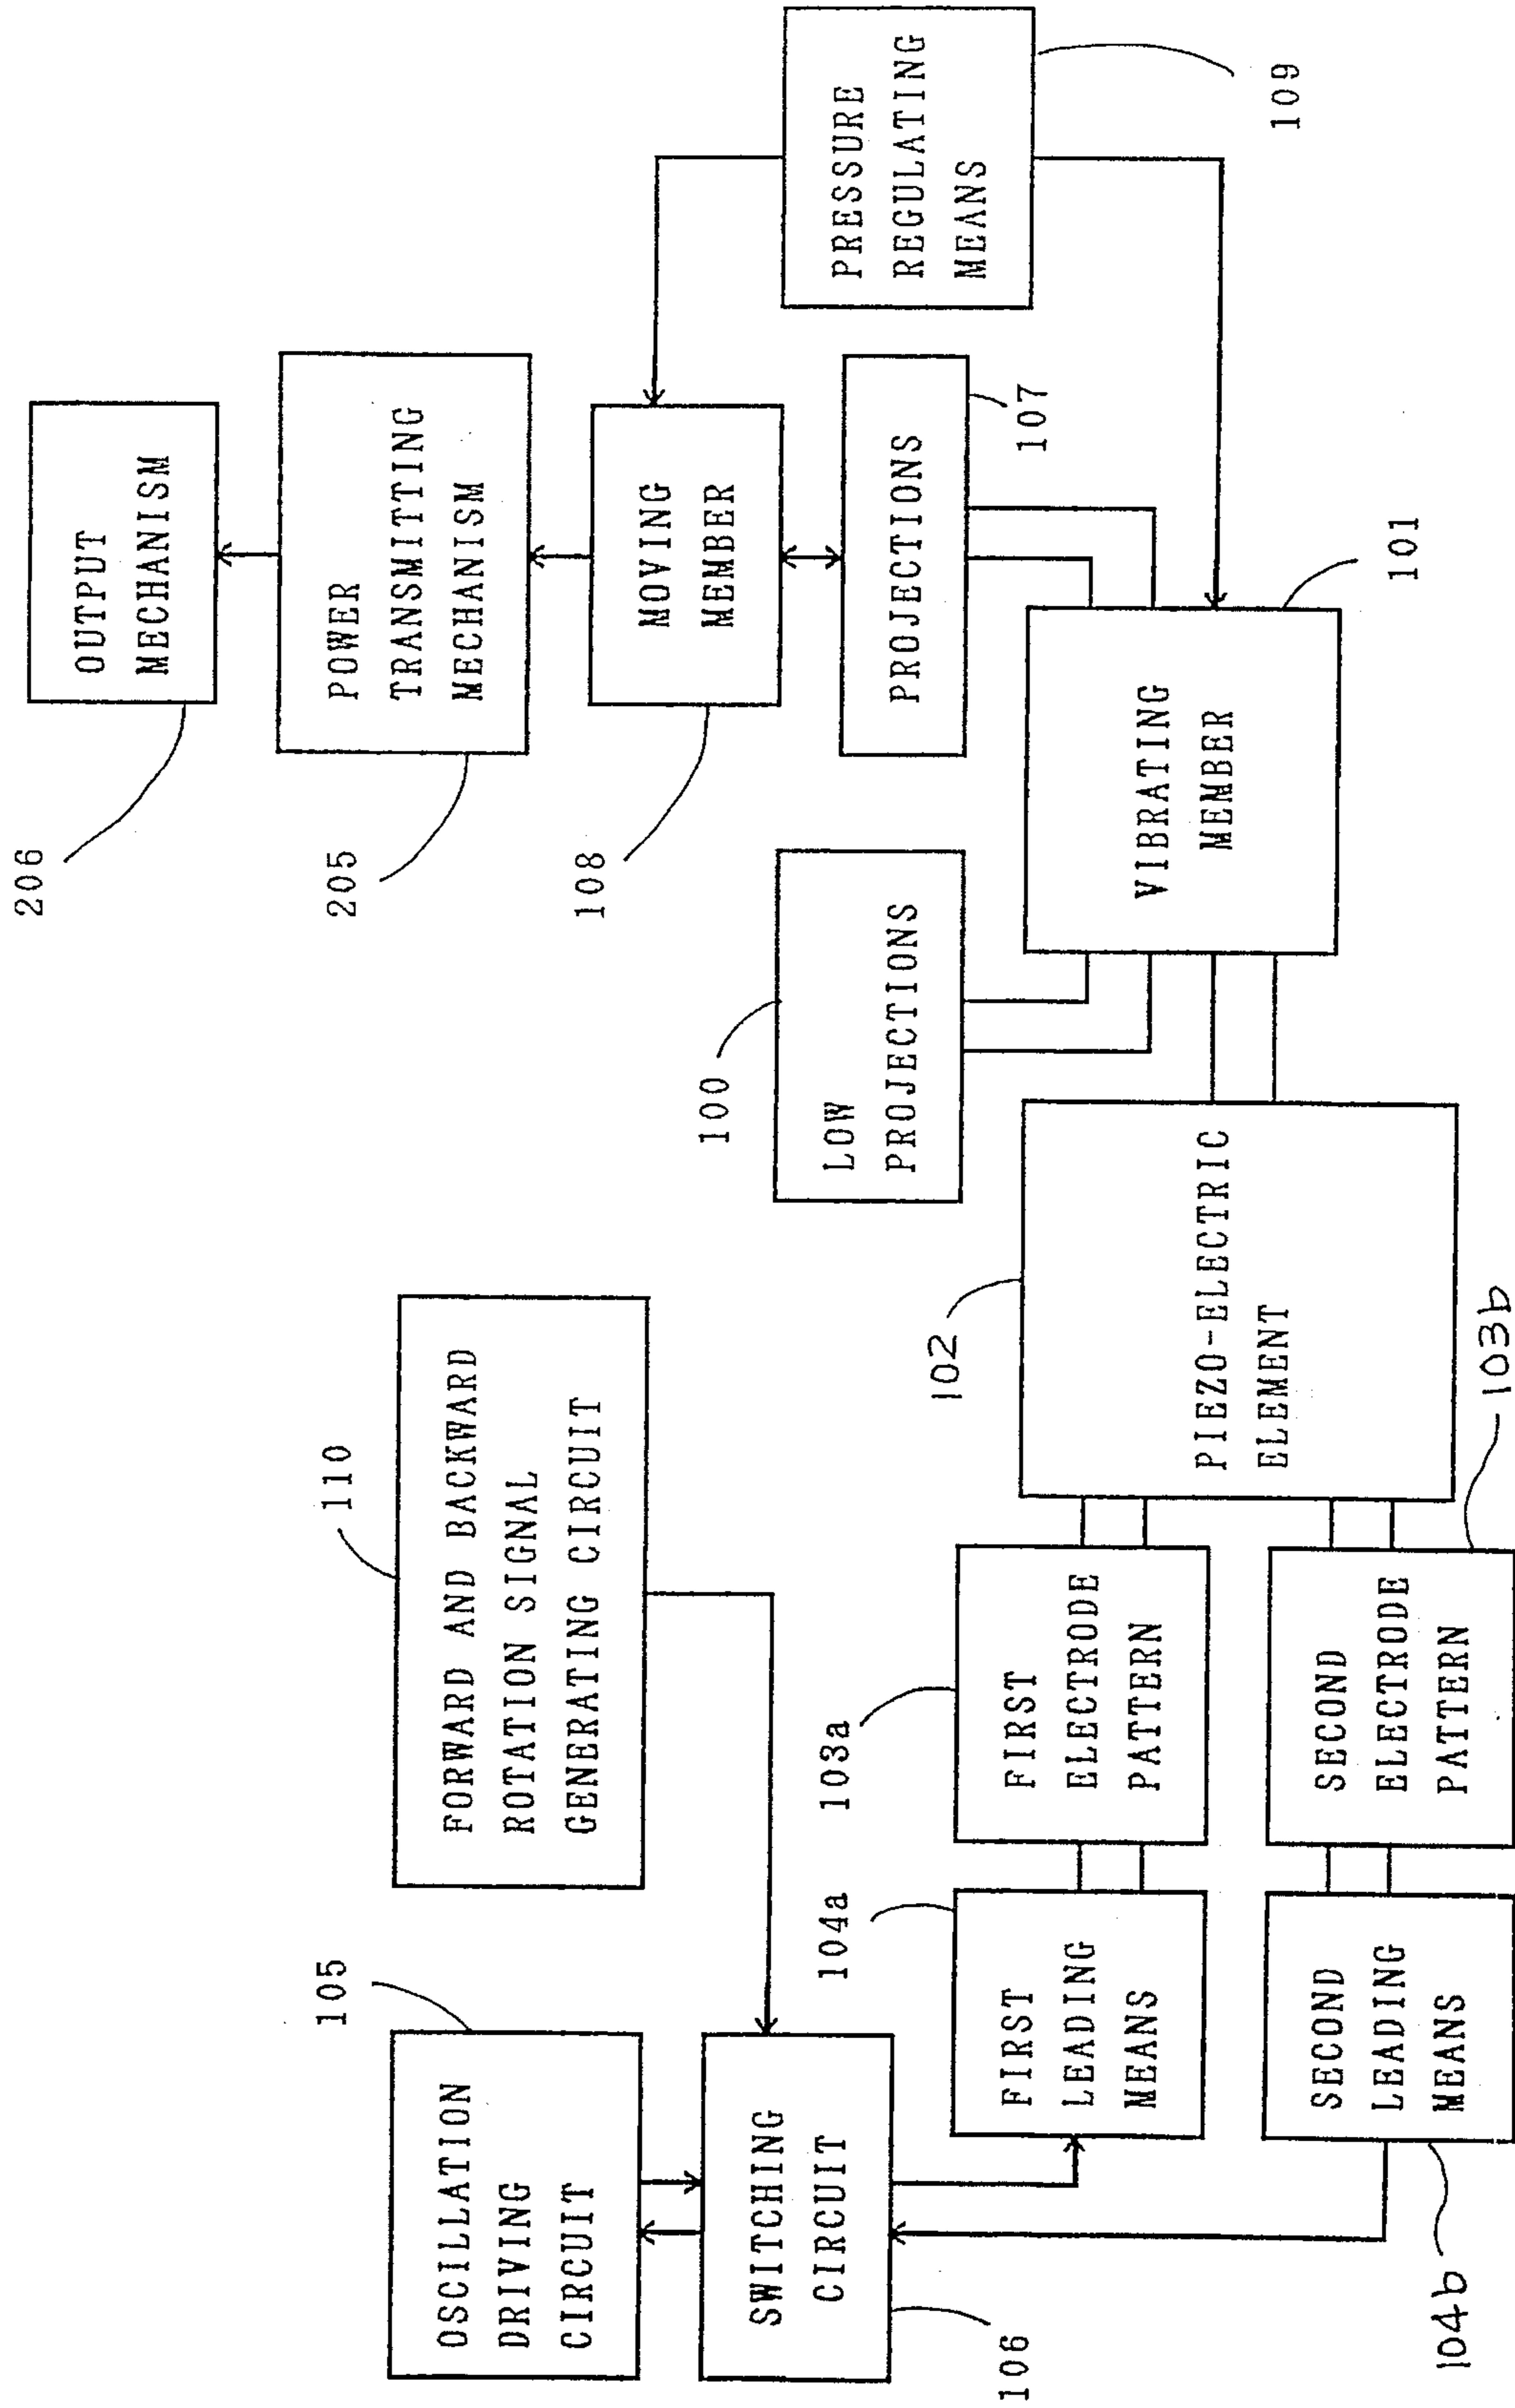 206
OUTPUT
MECHANISM
205
POWER
TRANSMITTING
MECHANISM
108
MOVING
MEMBER
PROJECTIONS
107
PRESSURE
REGULATING
MEANS
109
100
LOW
PROJECTIONS
VIBRATING
MEMBER
101
102
PIEZO-ELECTRIC
ELEMENT
110
FORWARD AND BACKWARD
ROTATION SIGNAL
GENERATING CIRCUIT
105
OSCILLATION
DRIVING
CIRCUIT
SWITCHING
CIRCUIT
106
103a
FIRST
ELECTRODE
PATTERN
103b
SECOND
ELECTRODE
PATTERN
104a
FIRST
LEADING
MEANS
SECOND
LEADING
MEANS
104b